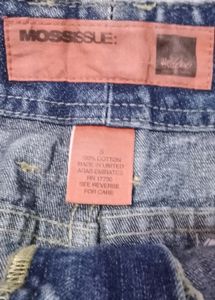 MOSSISSUE:
S
100% COTTON
MADE IN UNITED
ARAB EMIRATES
RN 17730
SEE REVERSE
FOR CARE